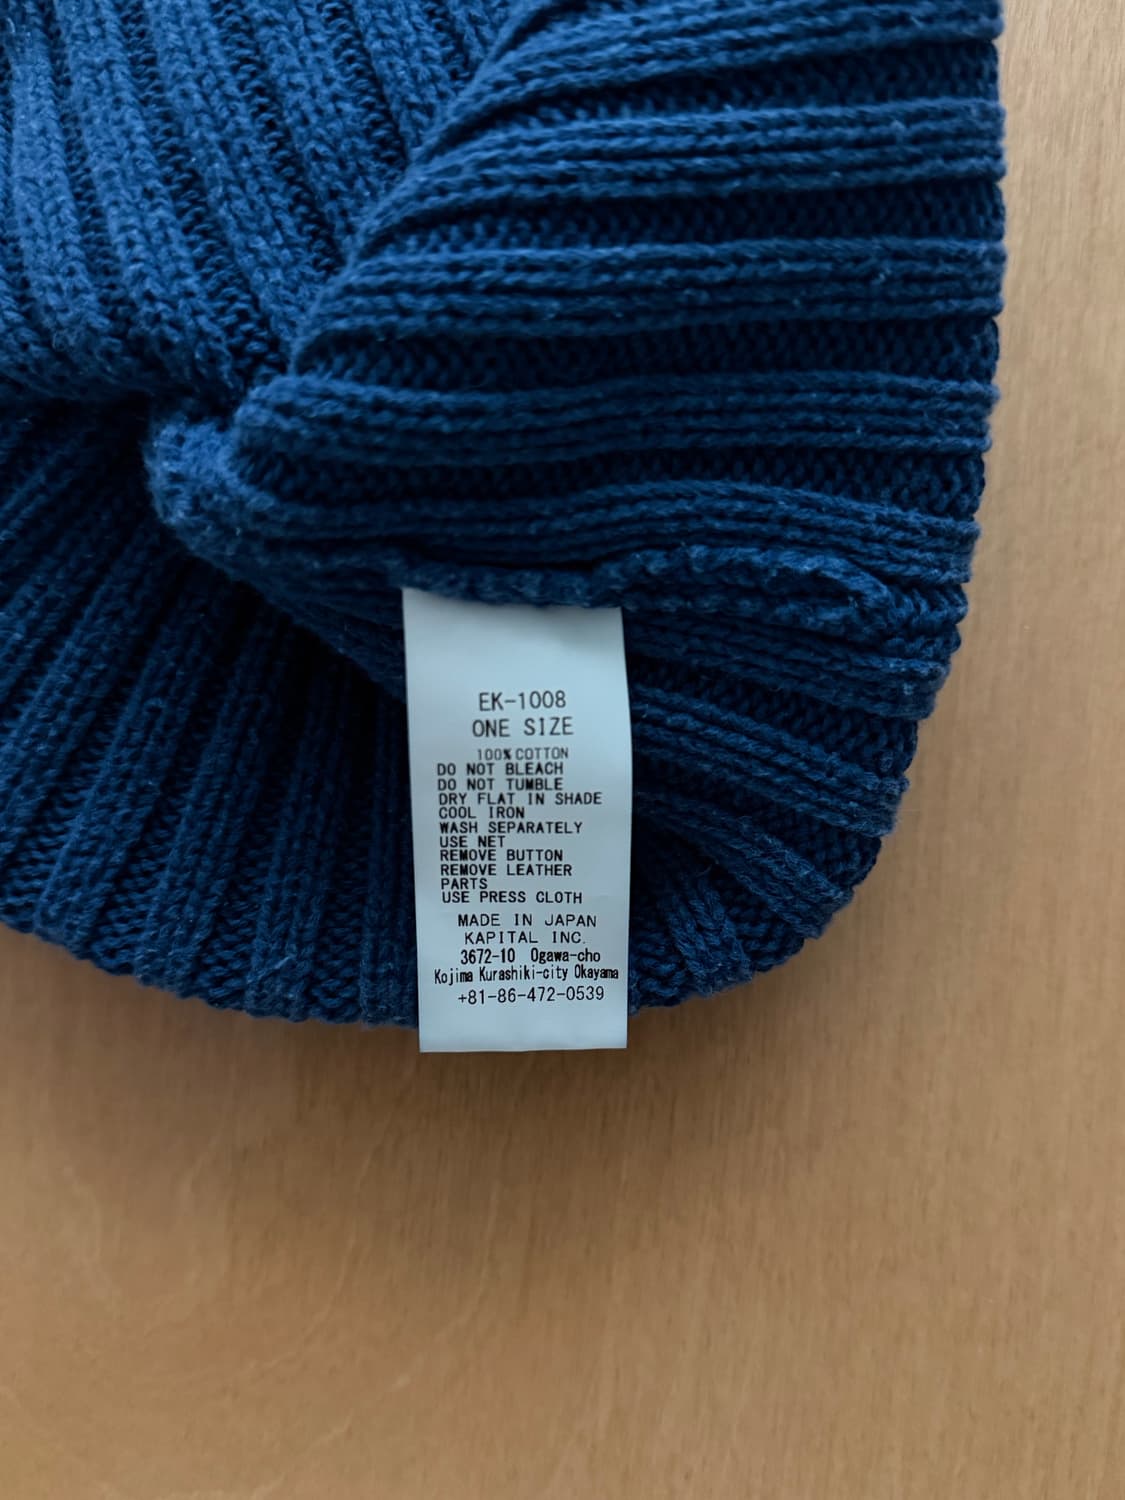 EK-1008
ONE SIZE
100%COTTON
DO NOT BLEACH
DO NOT TUMBLE
DRY FLAT IN SHADE
COOL IRON
WASH SEPARATELY
USE NET
REMOVE BUTTON
REMOVE LEATHER
PARTS
USE PRESS CLOTH
MADE IN JAPAN
KAPITAL INC.
3672-10 Ogawa-cho
Kojima Kurashiki-city Okayama
+81-86-472-0539